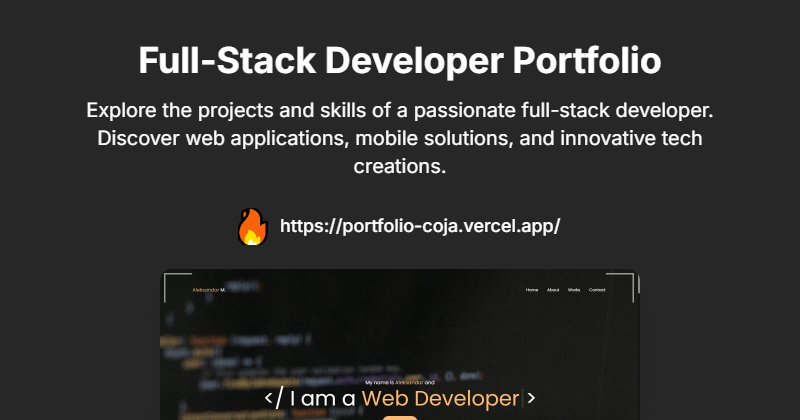 Full-Stack Developer Portfolio
Explore the projects and skills of a passionate full-stack developer.
Discover web applications, mobile solutions, and innovative tech
creations.
https://portfolio-coja.vercel.app/
Aleksandar M.
Home About Works Contact
My name is Aleksandar and
</ I am a Web Developer| >